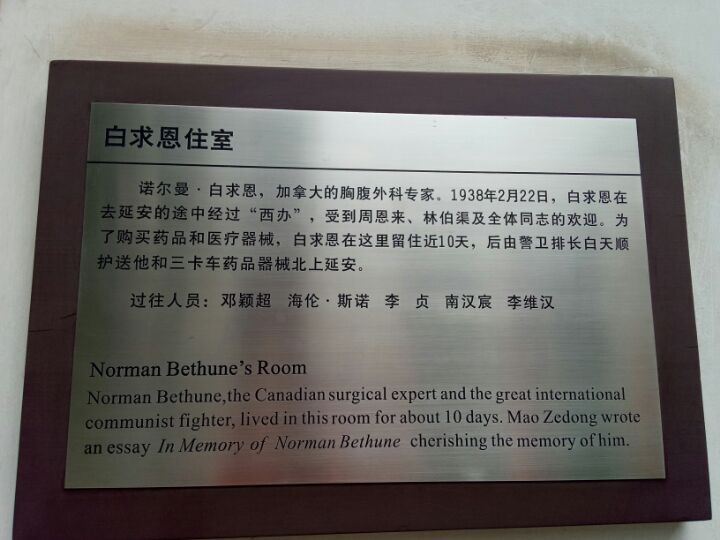 白求恩住室
诺尔曼·白求恩，加拿大的胸腹外科专家。1938年2月22日，白求恩在
去延安的途中经过“西办”，受到周恩来、林伯渠及全体同志的欢迎。为
了购买药品和医疗器械，白求恩在这里留住近10天，后由警卫排长白天顺
护送他和三卡车药品器械北上延安。
过往人员：邓颖超 海伦·斯诺 李 贞 南汉宸 李维汉
Norman Bethune's Room
Norman Bethune,the Canadian surgical expert and the great international
communist fighter, lived in this room for about 10 days. Mao Zedong wrote
an essay In Memory of Norman Bethune cherishing the memory of him.